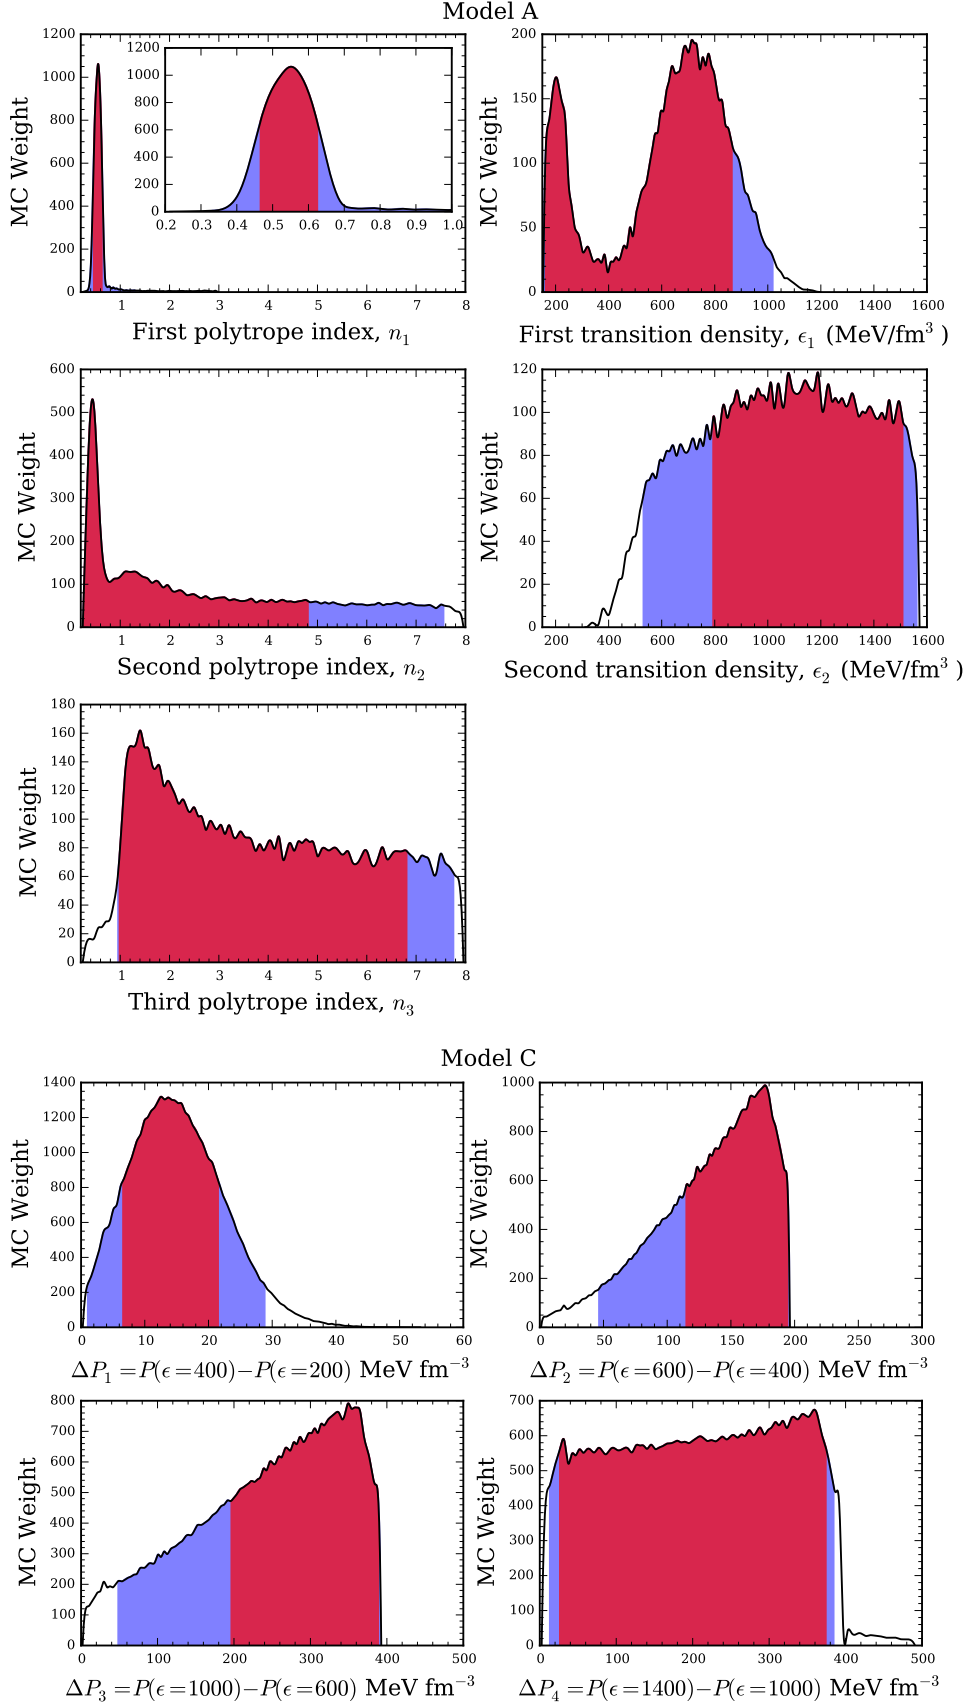 Model A
MC Weight
1200
1000
800
600
400
200
0
1 2 3 4 5 6 7 8
1200
1000
800
600
400
200
0
0.2 0.3 0.4 0.5 0.6 0.7 0.8 0.9 1.0
First polytrope index, n₁
MC Weight
200
150
100
50
0
200 400 600 800 1000 1200 1400 1600
First transition density, ϵ₁ (MeV/fm³ )
MC Weight
600
500
400
300
200
100
0
1 2 3 4 5 6 7 8
Second polytrope index, n₂
MC Weight
120
100
80
60
40
20
0
200 400 600 800 1000 1200 1400 1600
Second transition density, ϵ₂ (MeV/fm³ )
MC Weight
180
160
140
120
100
80
60
40
20
0
1 2 3 4 5 6 7 8
Third polytrope index, n₃
Model C
MC Weight
1400
1200
1000
800
600
400
200
0
0 10 20 30 40 50 60
ΔP₁ =P(ϵ=400)−P(ϵ=200) MeV fm⁻³
MC Weight
1000
800
600
400
200
0
0 50 100 150 200 250 300
ΔP₂ =P(ϵ=600)−P(ϵ=400) MeV fm⁻³
MC Weight
800
700
600
500
400
300
200
100
0
0 100 200 300 400 500
ΔP₃ =P(ϵ=1000)−P(ϵ=600) MeV fm⁻³
MC Weight
700
600
500
400
300
200
100
0
0 100 200 300 400 500
ΔP₄ =P(ϵ=1400)−P(ϵ=1000) MeV fm⁻³